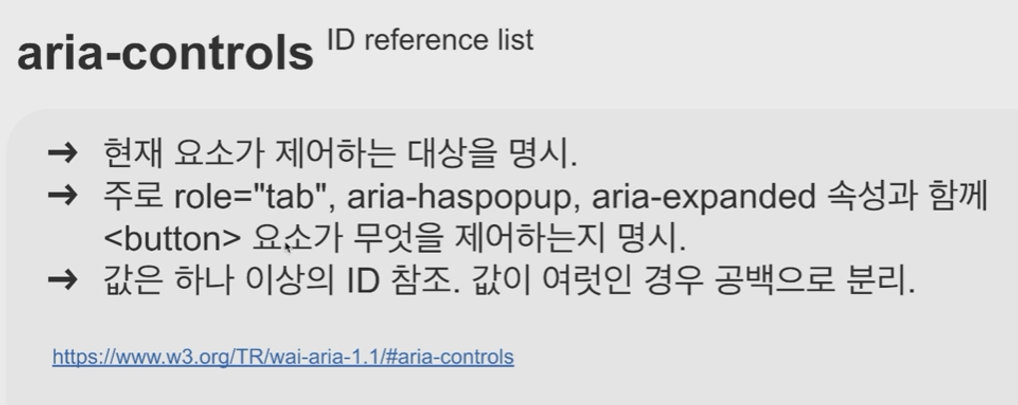 aria-controls ID reference list
→ 현재 요소가 제어하는 대상을 명시.
→ 주로 role="tab", aria-haspopup, aria-expanded 속성과 함께
<button> 요소가 무엇을 제어하는지 명시.
→ 값은 하나 이상의 ID 참조. 값이 여럿인 경우 공백으로 분리.
https://www.w3.org/TR/wai-aria-1.1/#aria-controls